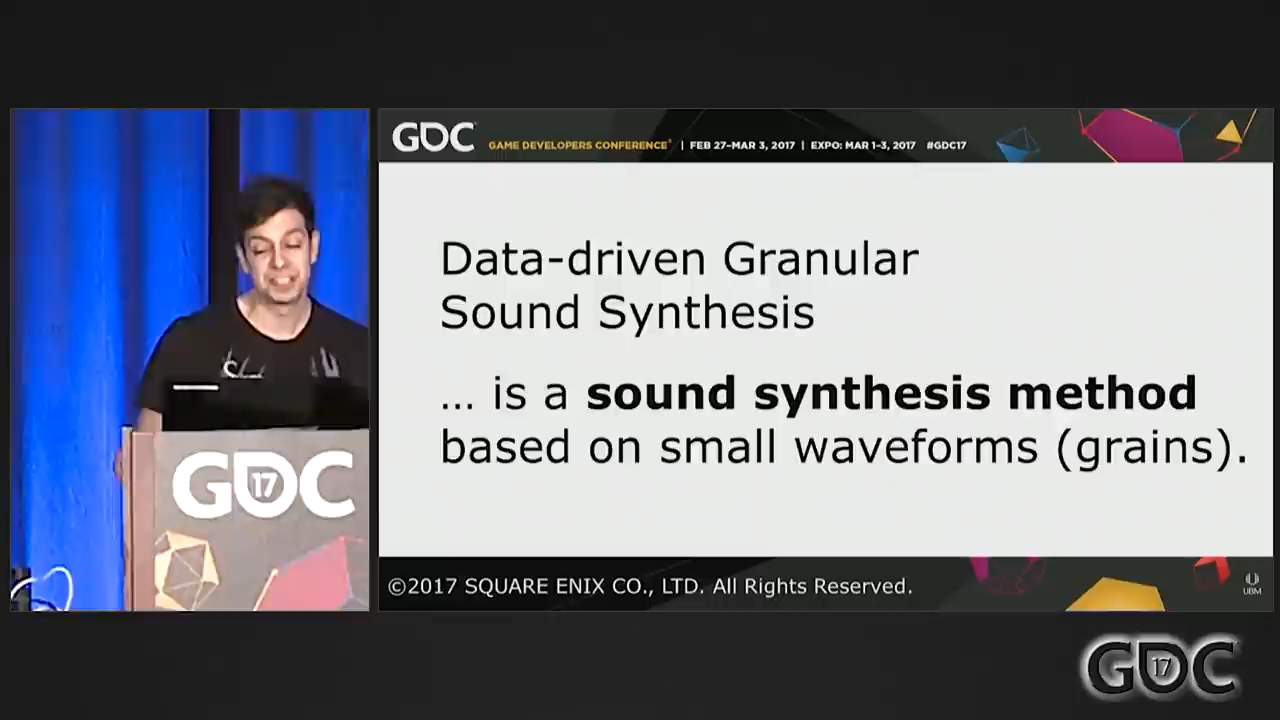 GDC
GAME DEVELOPERS CONFERENCE® | FEB 27–MAR 3, 2017 | EXPO: MAR 1–3, 2017 #GDC17
Data-driven Granular
Sound Synthesis
... is a sound synthesis method
based on small waveforms (grains).
©2017 SQUARE ENIX CO., LTD. All Rights Reserved.
UBM
GDC
17
GDC
17